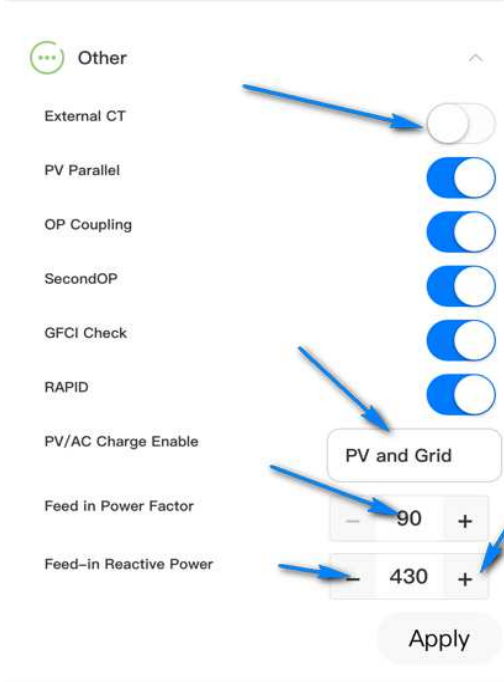 Other
External CT
PV Parallel
OP Coupling
SecondOP
GFCI Check
RAPID
PV/AC Charge Enable PV and Grid
Feed in Power Factor − 90 +
Feed–in Reactive Power − 430 +
Apply